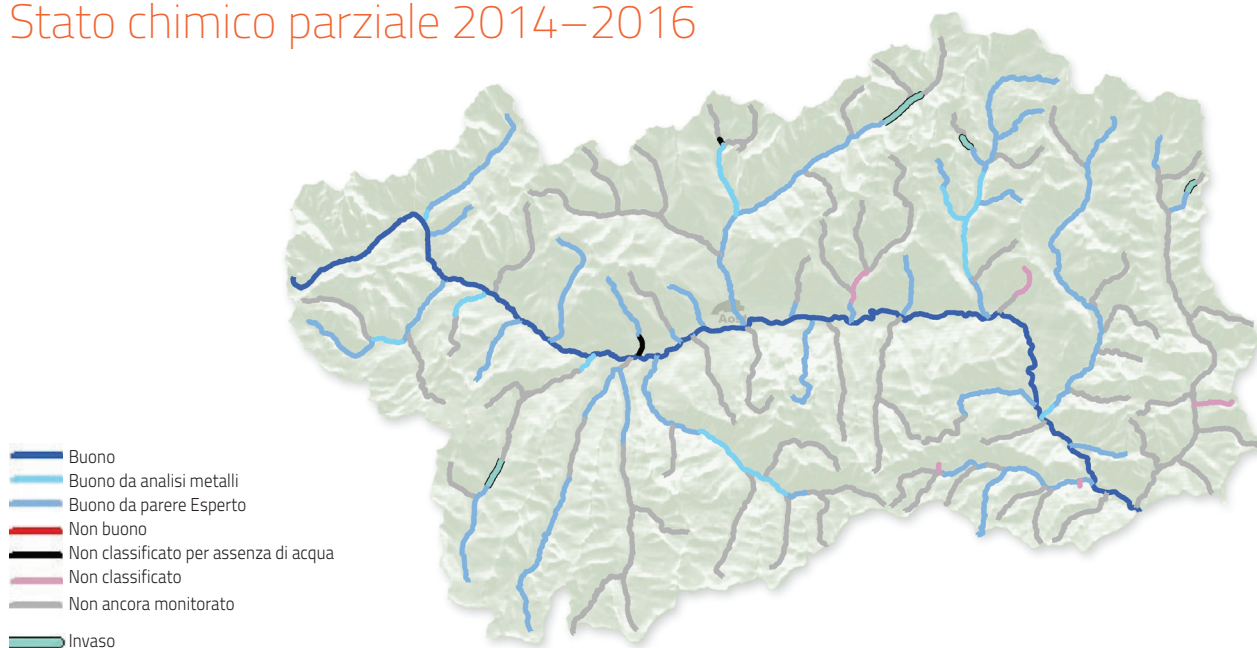 Stato chimico parziale 2014–2016
Aosta
Buono
Buono da analisi metalli
Buono da parere Esperto
Non buono
Non classificato per assenza di acqua
Non classificato
Non ancora monitorato
Invaso